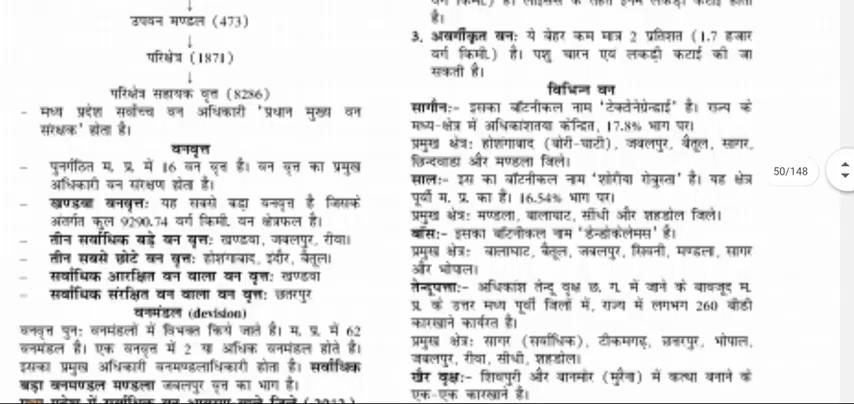 उपवन मण्डल (473)
↓
परिक्षेत्र (1871)
↓
परिक्षेत्र सहायक वृत्त (8286)
– मध्य प्रदेश सर्वोच्च वन अधिकारी 'प्रधान मुख्य वन
संरक्षक' होता है।
वनवृत्त
– पुनर्गठित म. प्र. में 16 वन वृत्त हैं। वन वृत्त का प्रमुख
अधिकारी वन संरक्षण होता है।
– खण्डवा वनवृत्त: यह सबसे बड़ा वनवृत्त है जिसके
अंतर्गत कुल 9290.74 वर्ग किमी. वन क्षेत्रफल है।
– तीन सर्वाधिक बड़े वन वृत्त: खण्डवा, जबलपुर, रीवा।
– तीन सबसे छोटे वन वृत्त: होशंगाबाद, इंदौर, बैतूल।
– सर्वाधिक आरक्षित वन वाला वन वृत्त: खण्डवा
– सर्वाधिक संरक्षित वन वाला वन वृत्त: छतरपुर
वनमंडल (devision)
वनवृत्त पुन: वनमंडलों में विभक्त किये जाते है। म. प्र. में 62
वनमंडल है। एक वनवृत्त में 2 या अधिक वनमंडल होते हैं।
इसका प्रमुख अधिकारी वनमण्डलाधिकारी होता है। सर्वाधिक
बड़ा वनमण्डल मण्डला जबलपुर वृत्त का भाग है।
है।
3. अवर्गीकृत वन: ये बेहर कम मात्र 2 प्रतिशत (1.7 हजार
वर्ग किमी.) है। पशु चारन एवं लकड़ी कटाई की जा
सकती है।
विभिन्न वन
सागौन:- इसका बॉटनीकल नाम 'टेक्टोनेग्रेन्डाई' है। राज्य के
मध्य-क्षेत्र में अधिकांशतया केन्द्रित, 17.8% भाग पर।
प्रमुख क्षेत्र: होशंगाबाद (बोरी-घाटी), जबलपुर, बैतूल, सागर,
छिन्दवाडा और मण्डला जिले।
साल:- इस का बॉटनीकल नाम 'शोरीया रोबुस्ता' है। यह क्षेत्र
पूर्वी म. प्र. का है। 16.54% भाग पर।
प्रमुख क्षेत्र: मण्डला, बालाघाट, सीधी और शहडोल जिले।
बाँस:- इसका बॉटनीकल नाम 'डेन्ड्रोकेलेमस' है।
प्रमुख क्षेत्र: बालाघाट, बैतूल, जबलपुर, सिवनी, मण्डला, सागर
और भोपाल।
तेन्दूपत्ता:- अधिकांश तेन्दू वृक्ष छ. ग. में जाने के बावजूद म.
प्र. के उत्तर मध्य पूर्वी जिलों में, राज्य में लगभग 260 बीडी
कारखाने कार्यरत है।
प्रमुख क्षेत्र: सागर (सर्वाधिक), टीकमगढ़, छत्तरपुर, भोपाल,
जबलपुर, रीवा, सीधी, शहडोल।
खैर वृक्ष:- शिवपुरी और बानमोर (मुरैना) में कत्था बनाने के
एक-एक कारखाने है।
50/148